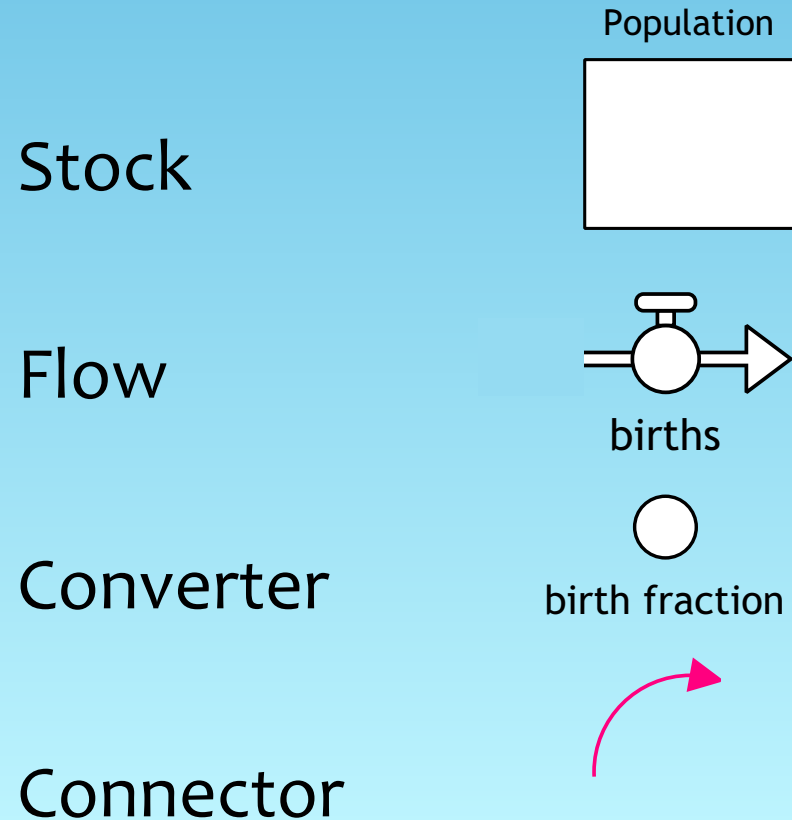 Population
Stock
Flow
births
Converter
birth fraction
Connector